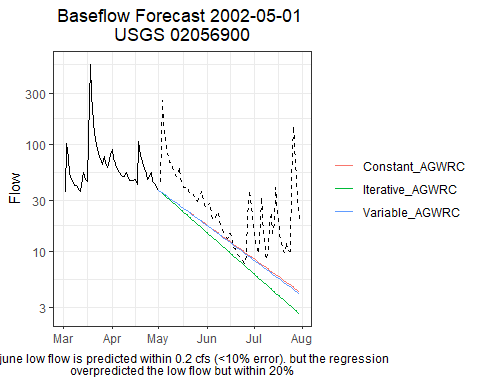 Baseflow Forecast 2002-05-01
USGS 02056900
Flow
300
100
30
10
3
Mar
Apr
May
Jun
Jul
Aug
Constant_AGWRC
Iterative_AGWRC
Variable_AGWRC
june low flow is predicted within 0.2 cfs (<10% error). but the regression
overpredicted the low flow but within 20%